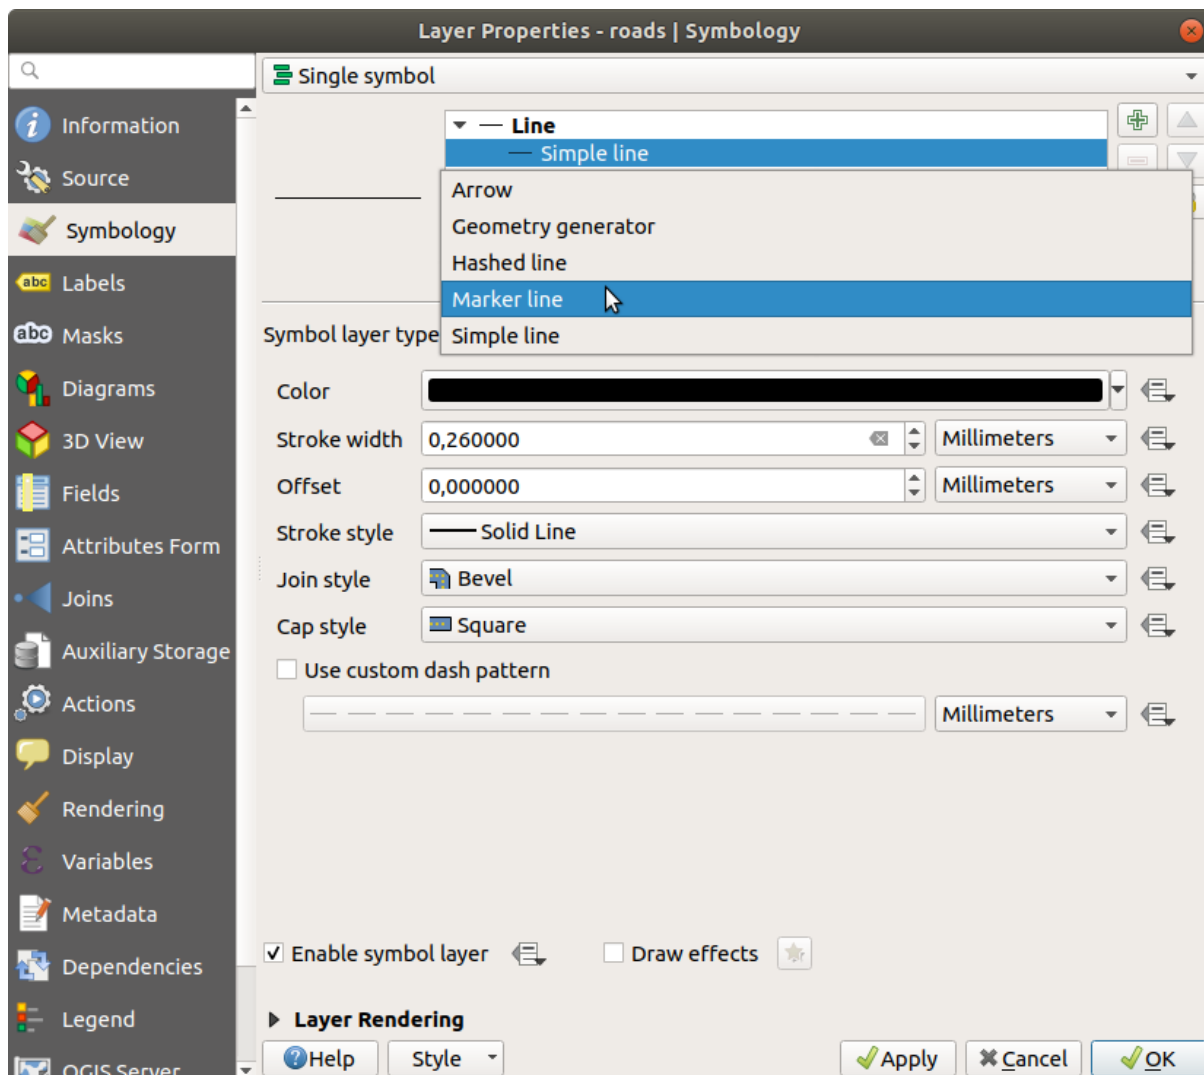 Layer Properties - roads | Symbology
Single symbol
Information
Source
Symbology
abc Labels
abc Masks
Diagrams
3D View
Fields
Attributes Form
Joins
Auxiliary Storage
Actions
Display
Rendering
Variables
Metadata
Dependencies
Legend
QGIS Server
Line
Simple line
Arrow
Geometry generator
Hashed line
Marker line
Simple line
Symbol layer type
Color
Stroke width 0,260000 Millimeters
Offset 0,000000 Millimeters
Stroke style Solid Line
Join style Bevel
Cap style Square
Use custom dash pattern
Millimeters
Enable symbol layer Draw effects
Layer Rendering
Help Style Apply Cancel OK